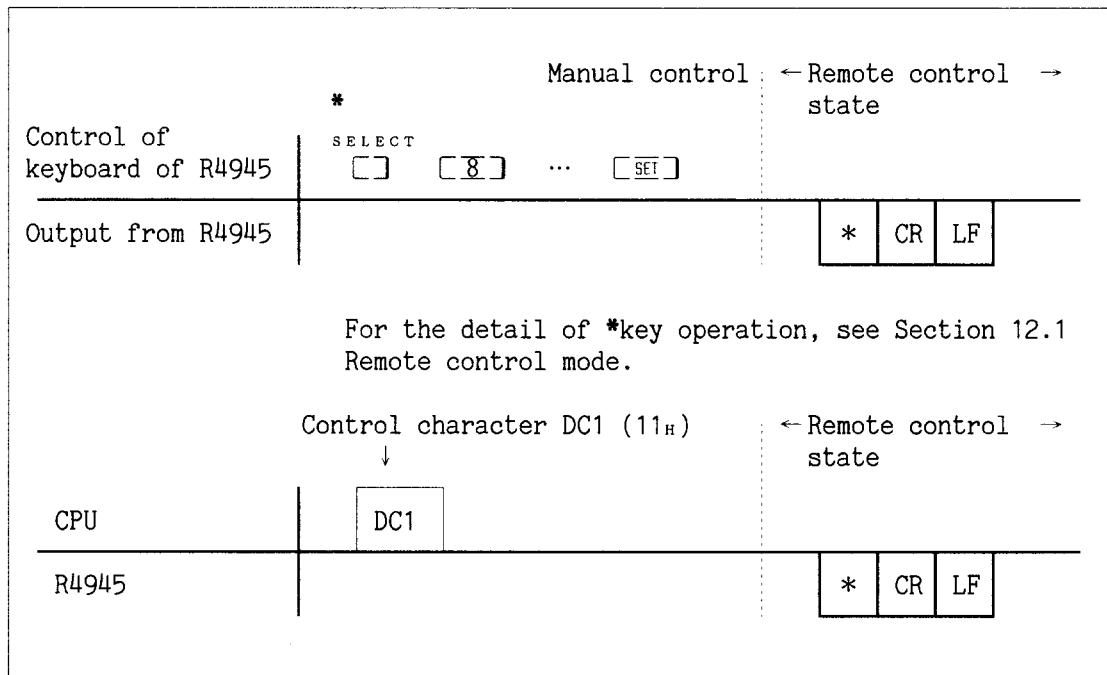 Manual control ←Remote control →
state
*
SELECT
Control of
keyboard of R4945 8 … SET
Output from R4945 * CR LF
For the detail of *key operation, see Section 12.1
Remote control mode.
Control character DC1 (11H) ←Remote control →
↓ state
CPU DC1
R4945 * CR LF